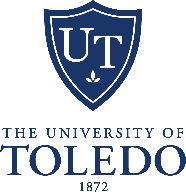 UT
THE UNIVERSITY OF
TOLEDO
1872